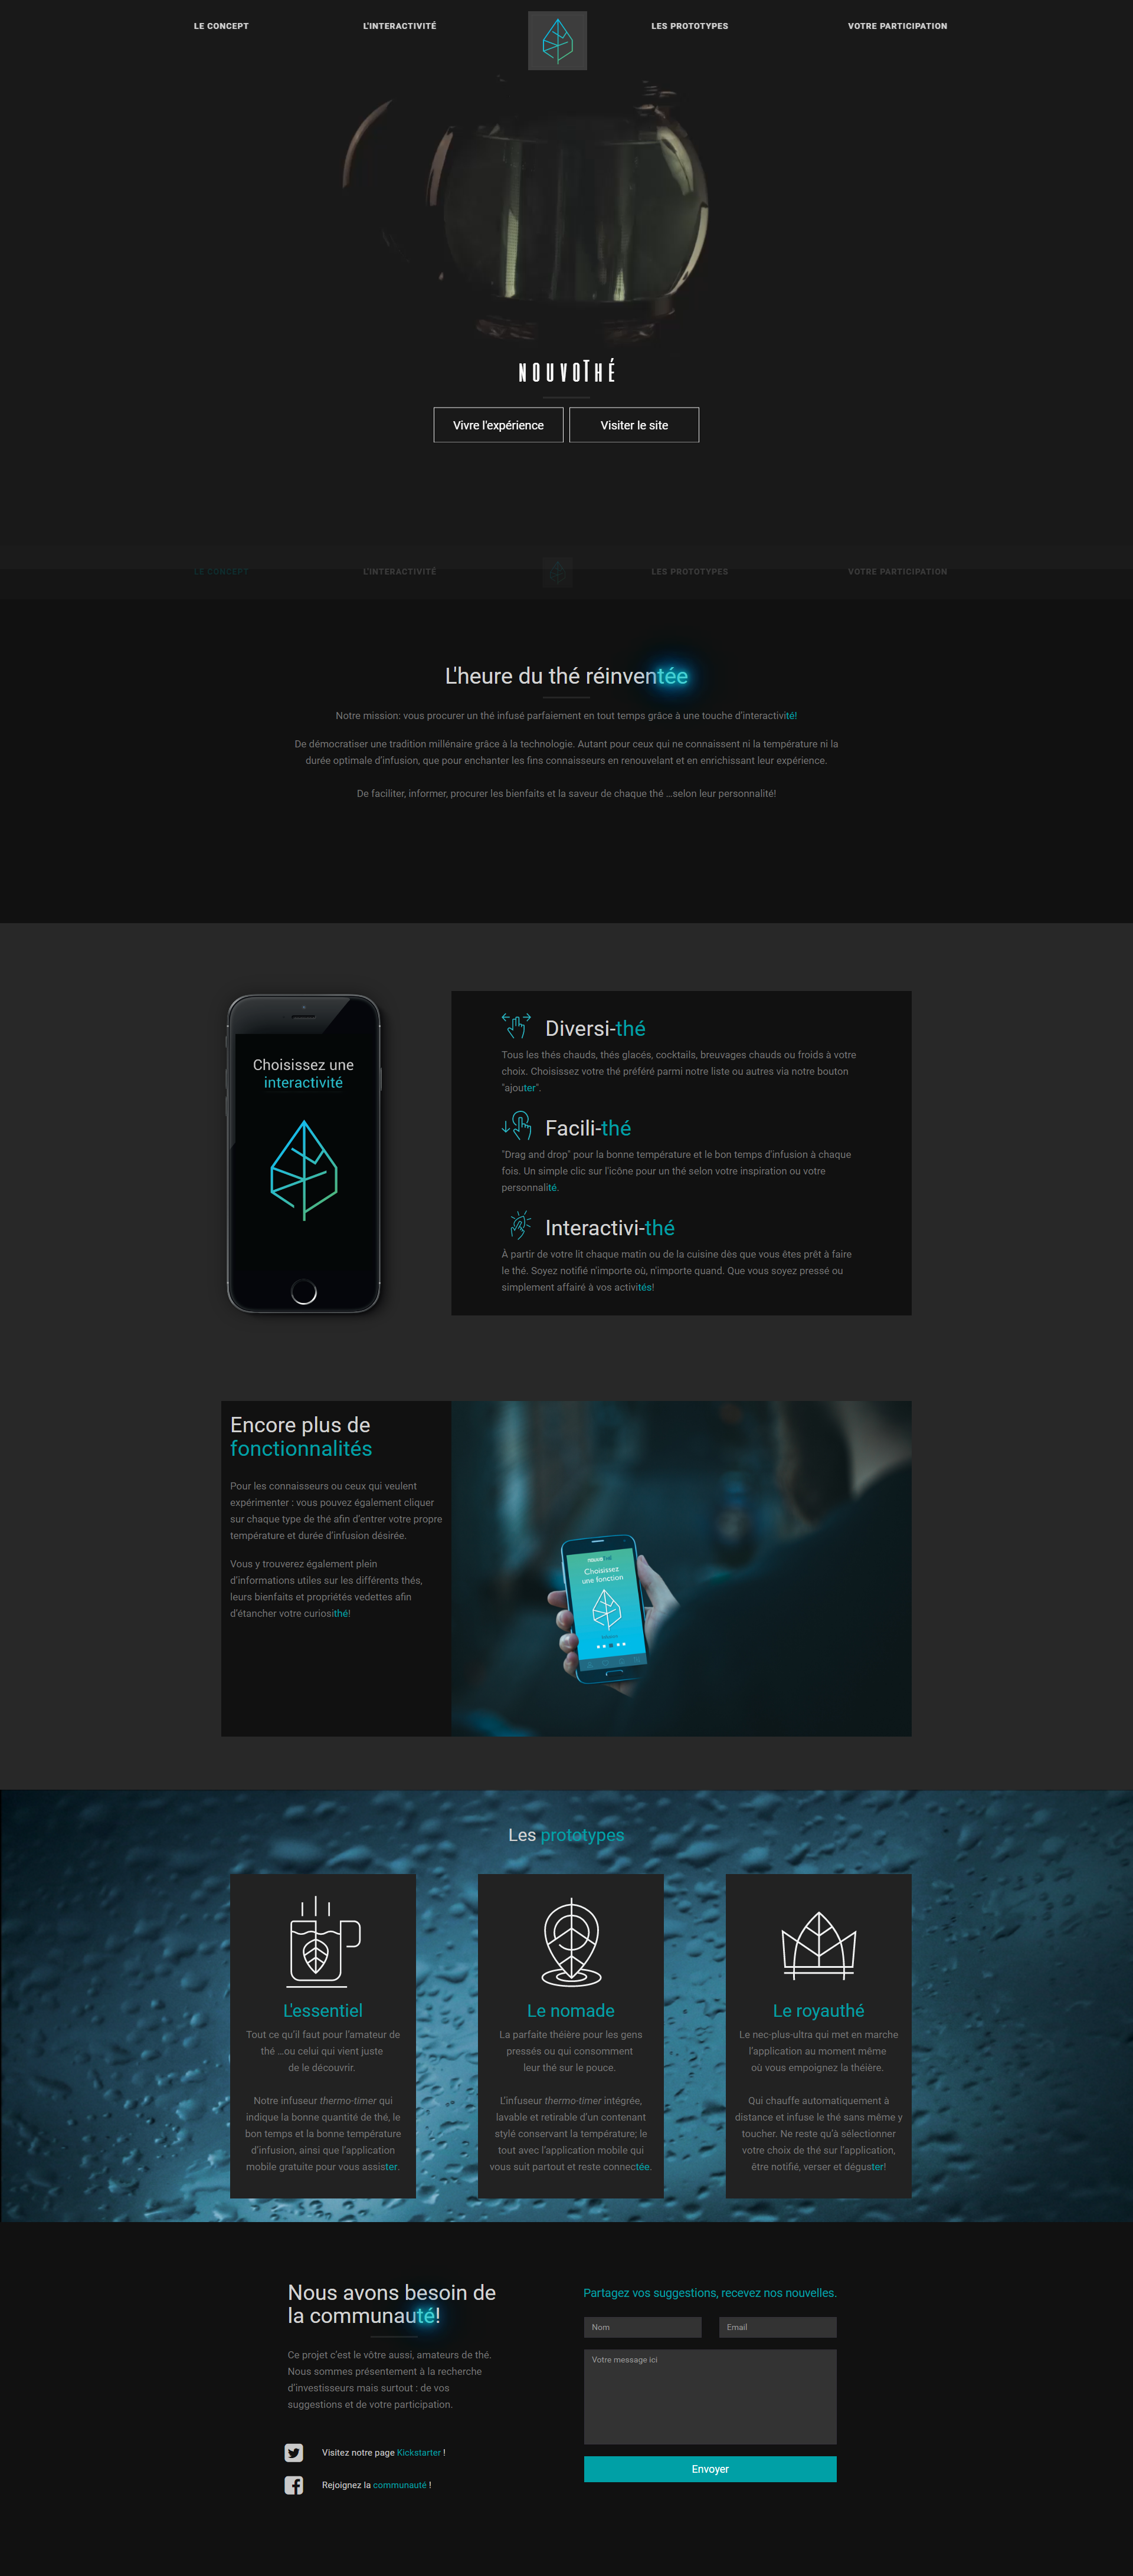 LE CONCEPT
L'INTERACTIVITÉ
LES PROTOTYPES
VOTRE PARTICIPATION
NOUVOTHÉ
Vivre l'expérience
Visiter le site
LE CONCEPT
L'INTERACTIVITÉ
LES PROTOTYPES
VOTRE PARTICIPATION
L'heure du thé réinventée
Notre mission: vous procurer un thé infusé parfaiement en tout temps grâce à une touche d'interactivité!
De démocratiser une tradition millénaire grâce à la technologie. Autant pour ceux qui ne connaissent ni la température ni la
durée optimale d'infusion, que pour enchanter les fins connaisseurs en renouvelant et en enrichissant leur expérience.
De faciliter, informer, procurer les bienfaits et la saveur de chaque thé ...selon leur personnalité!
Choisissez une
interactivité
Diversi-thé
Tous les thés chauds, thés glacés, cocktails, breuvages chauds ou froids à votre
choix. Choisissez votre thé préféré parmi notre liste ou autres via notre bouton
"ajouter".
Facili-thé
"Drag and drop" pour la bonne température et le bon temps d'infusion à chaque
fois. Un simple clic sur l'icône pour un thé selon votre inspiration ou votre
personnalité.
Interactivi-thé
À partir de votre lit chaque matin ou de la cuisine dès que vous êtes prêt à faire
le thé. Soyez notifié n'importe où, n'importe quand. Que vous soyez pressé ou
simplement affairé à vos activités!
Encore plus de
fonctionnalités
Pour les connaisseurs ou ceux qui veulent
expérimenter : vous pouvez également cliquer
sur chaque type de thé afin d'entrer votre propre
température et durée d'infusion désirée.
Vous y trouverez également plein
d'informations utiles sur les différents thés,
leurs bienfaits et propriétés vedettes afin
d'étancher votre curiosithé!
nouvothé
Choisissez
une fonction
Les prototypes
L'essentiel
Tout ce qu'il faut pour l'amateur de
thé ...ou celui qui vient juste
de le découvrir.
Notre infuseur thermo-timer qui
indique la bonne quantité de thé, le
bon temps et la bonne température
d'infusion, ainsi que l'application
mobile gratuite pour vous assister.
Le nomade
La parfaite théière pour les gens
pressés ou qui consomment
leur thé sur le pouce.
L'infuseur thermo-timer intégrée,
lavable et retirable d'un contenant
stylé conservant la température; le
tout avec l'application mobile qui
vous suit partout et reste connectée.
Le royauthé
Le nec-plus-ultra qui met en marche
l'application au moment même
où vous empoignez la théière.
Qui chauffe automatiquement à
distance et infuse le thé sans même y
toucher. Ne reste qu'à sélectionner
votre choix de thé sur l'application,
être notifié, verser et déguster!
Nous avons besoin de
la communauté!
Ce projet c'est le vôtre aussi, amateurs de thé.
Nous sommes présentement à la recherche
d'investisseurs mais surtout : de vos
suggestions et de votre participation.
Visitez notre page Kickstarter !
Rejoignez la communauté !
Partagez vos suggestions, recevez nos nouvelles.
Nom
Email
Votre message ici
Envoyer